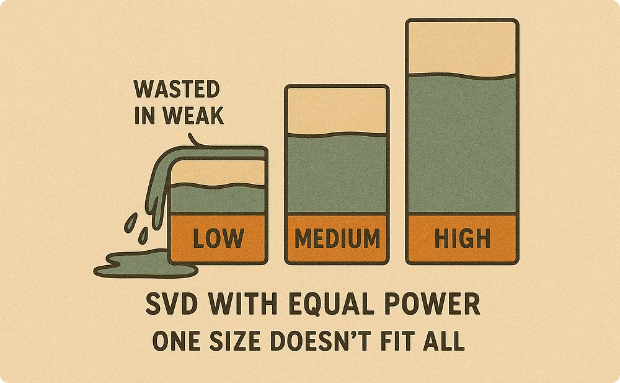 WASTED
IN WEAK
LOW
MEDIUM
HIGH
SVD WITH EQUAL POWER
ONE SIZE DOESN'T FIT ALL